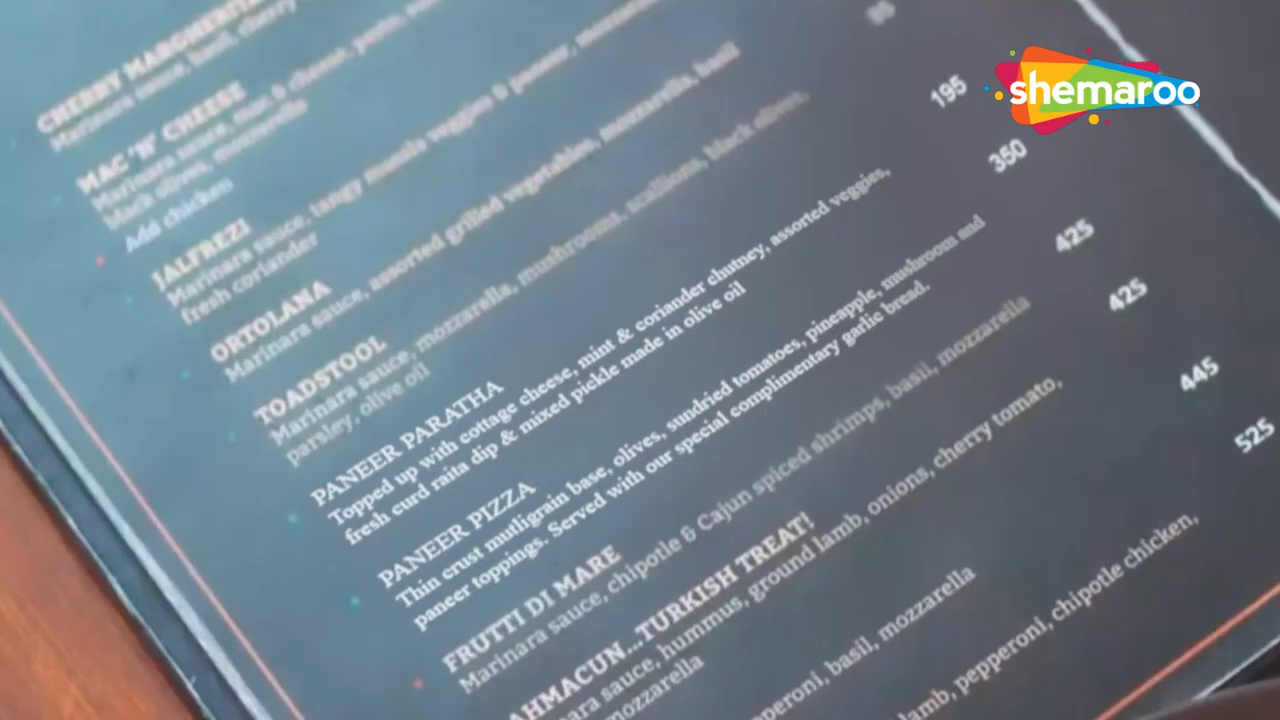 CHERRY MARGHERITA
Marinara sauce, basil, cherry
MAC 'N' CHEESE
Marinara sauce, mac & cheese, pesto,
black olives, mozzarella
Add chicken
JALFREZI
Marinara sauce, tangy masala veggies & paneer,
fresh coriander
ORTOLANA
Marinara sauce, assorted grilled vegetables, mozzarella, basil
TOADSTOOL
Marinara sauce, mozzarella, mushrooms, scallions, black olives,
parsley, olive oil
PANEER PARATHA
Topped up with cottage cheese, mint & coriander chutney, assorted veggies,
fresh curd raita dip & mixed pickle made in olive oil
PANEER PIZZA
Thin crust mutligrain base, olives, sundried tomatoes, pineapple, mushroom and
paneer toppings. Served with our special complimentary garlic bread.
FRUTTI DI MARE
Marinara sauce, chipotle & Cajun spiced shrimps, basil, mozzarella
AHMACUN...TURKISH TREAT!
ara sauce, hummus, ground lamb, onions, cherry tomato,
mozzarella
peroni, basil, mozzarella
lamb, pepperoni, chipotle chicken,
195
350
425
425
445
525
shemaroo